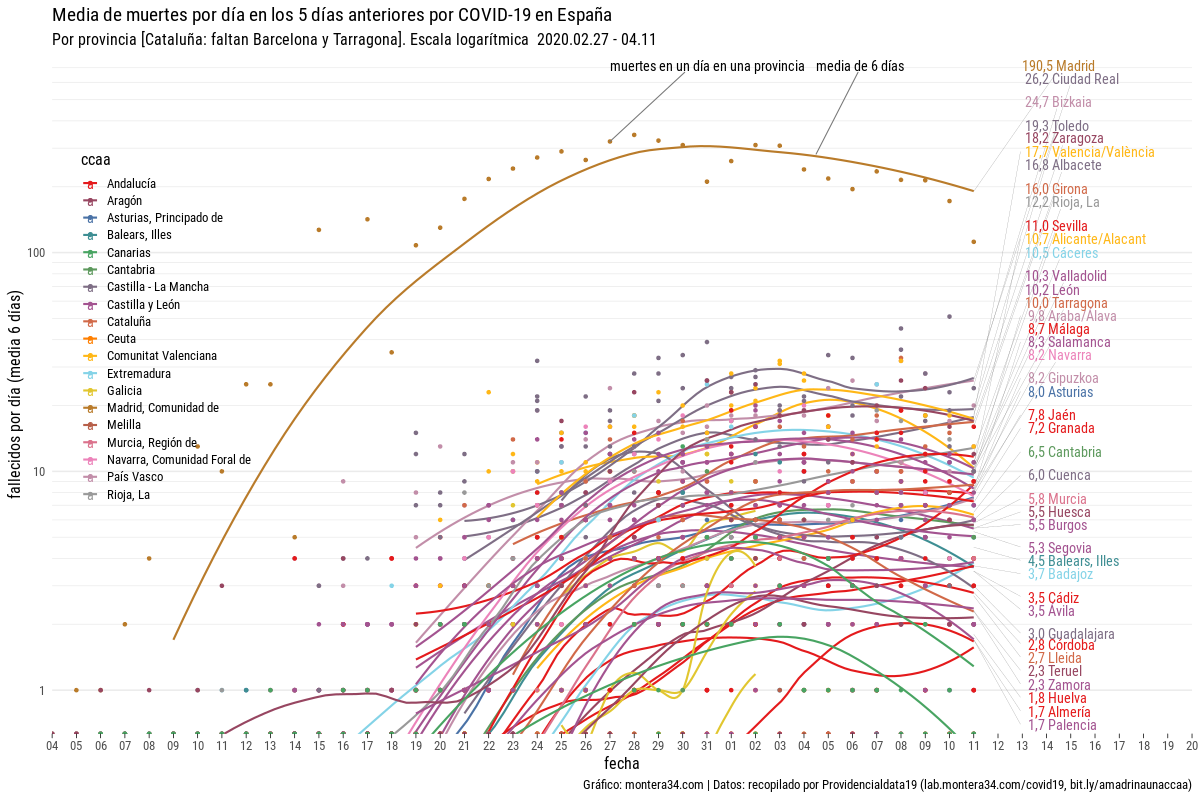 Media de muertes por día en los 5 días anteriores por COVID-19 en España
Por provincia [Cataluña: faltan Barcelona y Tarragona]. Escala logarítmica 2020.02.27 - 04.11
muertes en un día en una provincia
media de 6 días
190,5 Madrid
26,2 Ciudad Real
24,7 Bizkaia
19,3 Toledo
18,2 Zaragoza
17,7 Valencia/València
16,8 Albacete
16,0 Girona
12,2 Rioja, La
11,0 Sevilla
10,7 Alicante/Alacant
10,5 Cáceres
10,3 Valladolid
10,2 León
10,0 Tarragona
9,8 Araba/Álava
8,7 Málaga
8,3 Salamanca
8,2 Navarra
8,2 Gipuzkoa
8,0 Asturias
7,8 Jaén
7,2 Granada
6,5 Cantabria
6,0 Cuenca
5,8 Murcia
5,5 Huesca
5,5 Burgos
5,3 Segovia
4,5 Balears, Illes
3,7 Badajoz
3,5 Cádiz
3,5 Ávila
3,0 Guadalajara
2,8 Córdoba
2,7 Lleida
2,3 Teruel
2,3 Zamora
1,8 Huelva
1,7 Almería
1,7 Palencia
ccaa
Andalucía
Aragón
Asturias, Principado de
Balears, Illes
Canarias
Cantabria
Castilla - La Mancha
Castilla y León
Cataluña
Ceuta
Comunitat Valenciana
Extremadura
Galicia
Madrid, Comunidad de
Melilla
Murcia, Región de
Navarra, Comunidad Foral de
País Vasco
Rioja, La
fallecidos por día (media 6 días)
100
10
1
04 05 06 07 08 09 10 11 12 13 14 15 16 17 18 19 20 21 22 23 24 25 26 27 28 29 30 31 01 02 03 04 05 06 07 08 09 10 11 12 13 14 15 16 17 18 19 20
fecha
Gráfico: montera34.com | Datos: recopilado por Providencialdata19 (lab.montera34.com/covid19, bit.ly/amadrinaunaccaa)